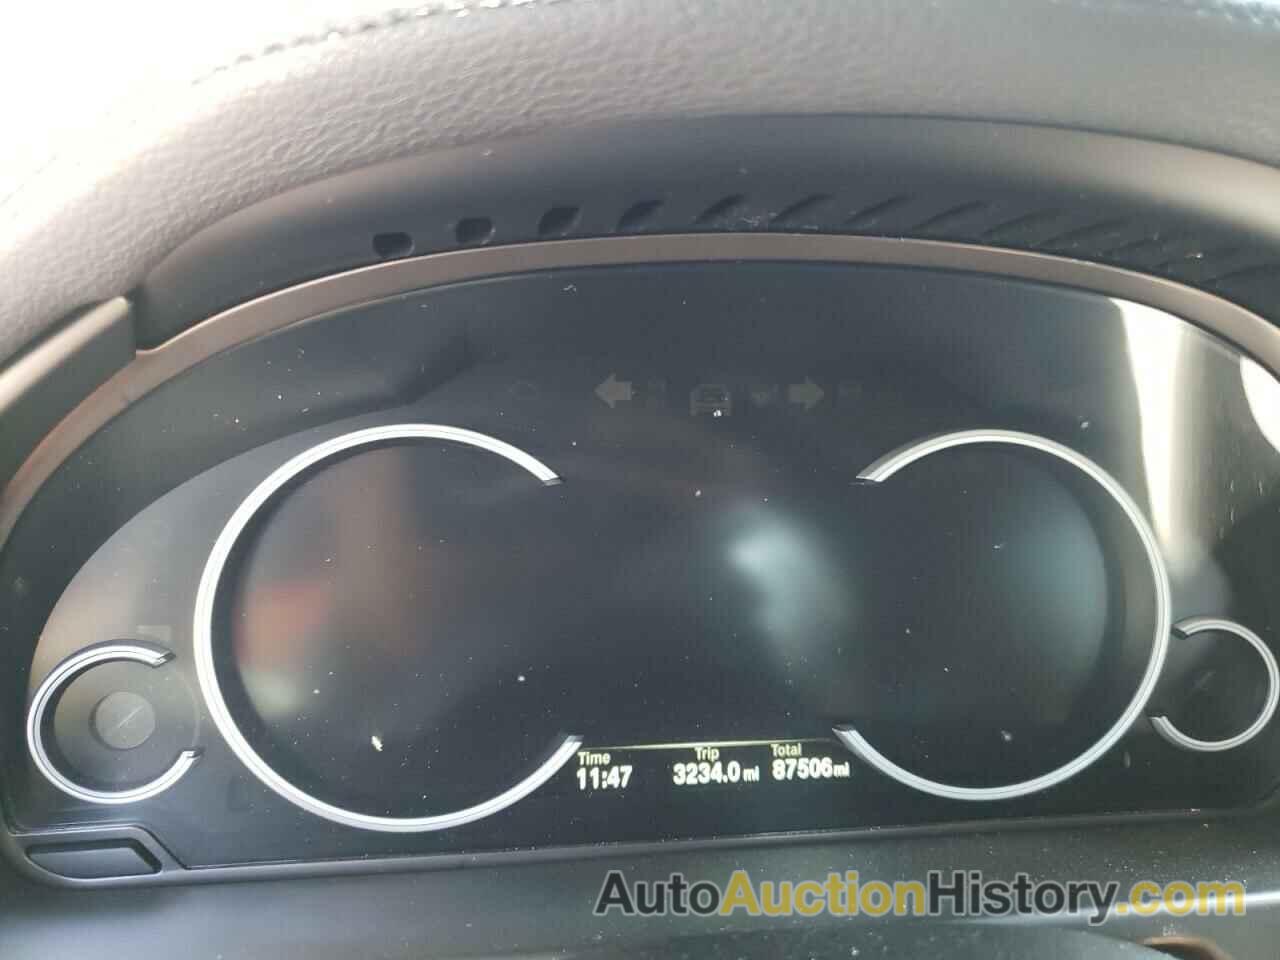 Time Trip Total
11:47 3234.0 mi 87506 mi
AutoAuctionHistory.com